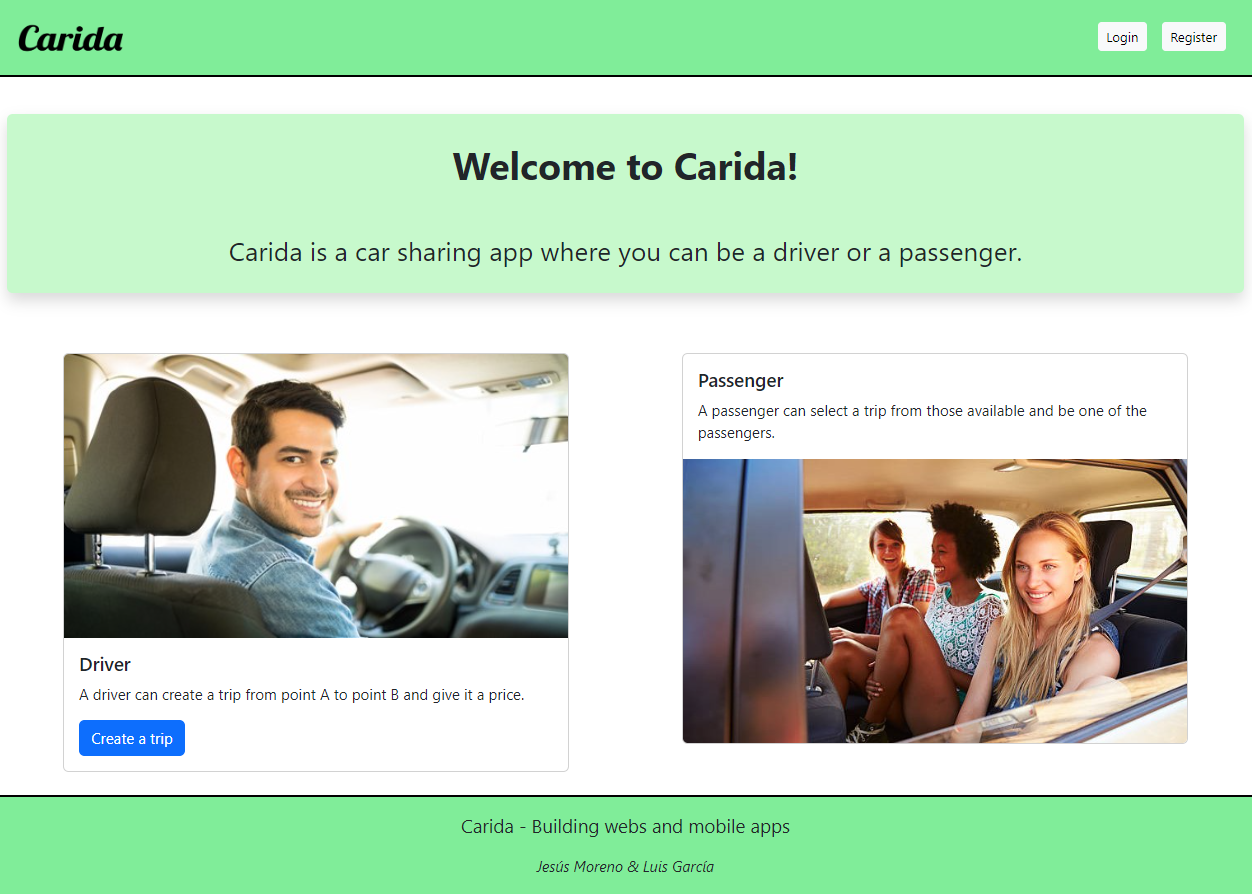 Carida
Login
Register
Welcome to Carida!
Carida is a car sharing app where you can be a driver or a passenger.
Driver
A driver can create a trip from point A to point B and give it a price.
Create a trip
Passenger
A passenger can select a trip from those available and be one of the
passengers.
Carida - Building webs and mobile apps
Jesús Moreno & Luis García